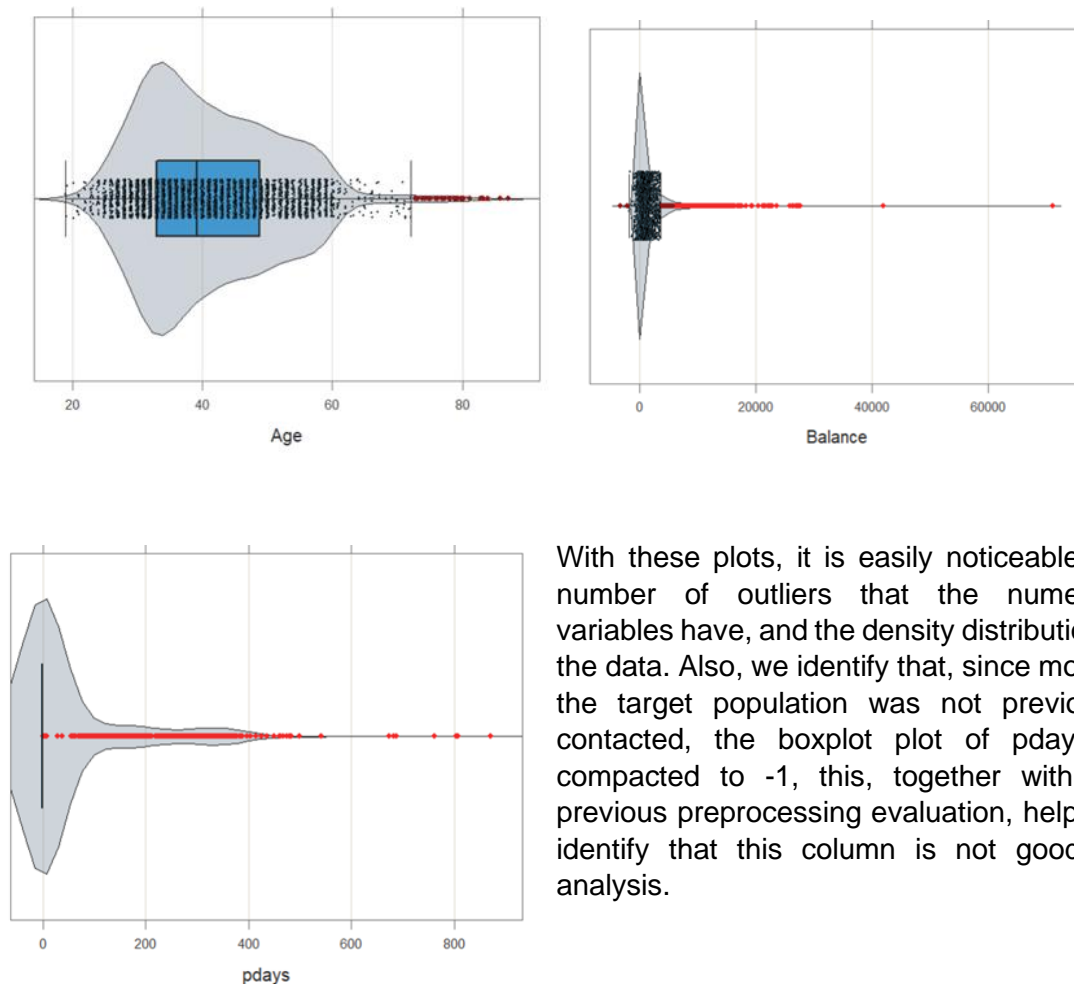 20 40 60 80
Age
0 20000 40000 60000
Balance
0 200 400 600 800
pdays
With these plots, it is easily noticeable
number of outliers that the nume
variables have, and the density distributi
the data. Also, we identify that, since mo
the target population was not previo
contacted, the boxplot plot of pday
compacted to -1, this, together with
previous preprocessing evaluation, help
identify that this column is not good
analysis.